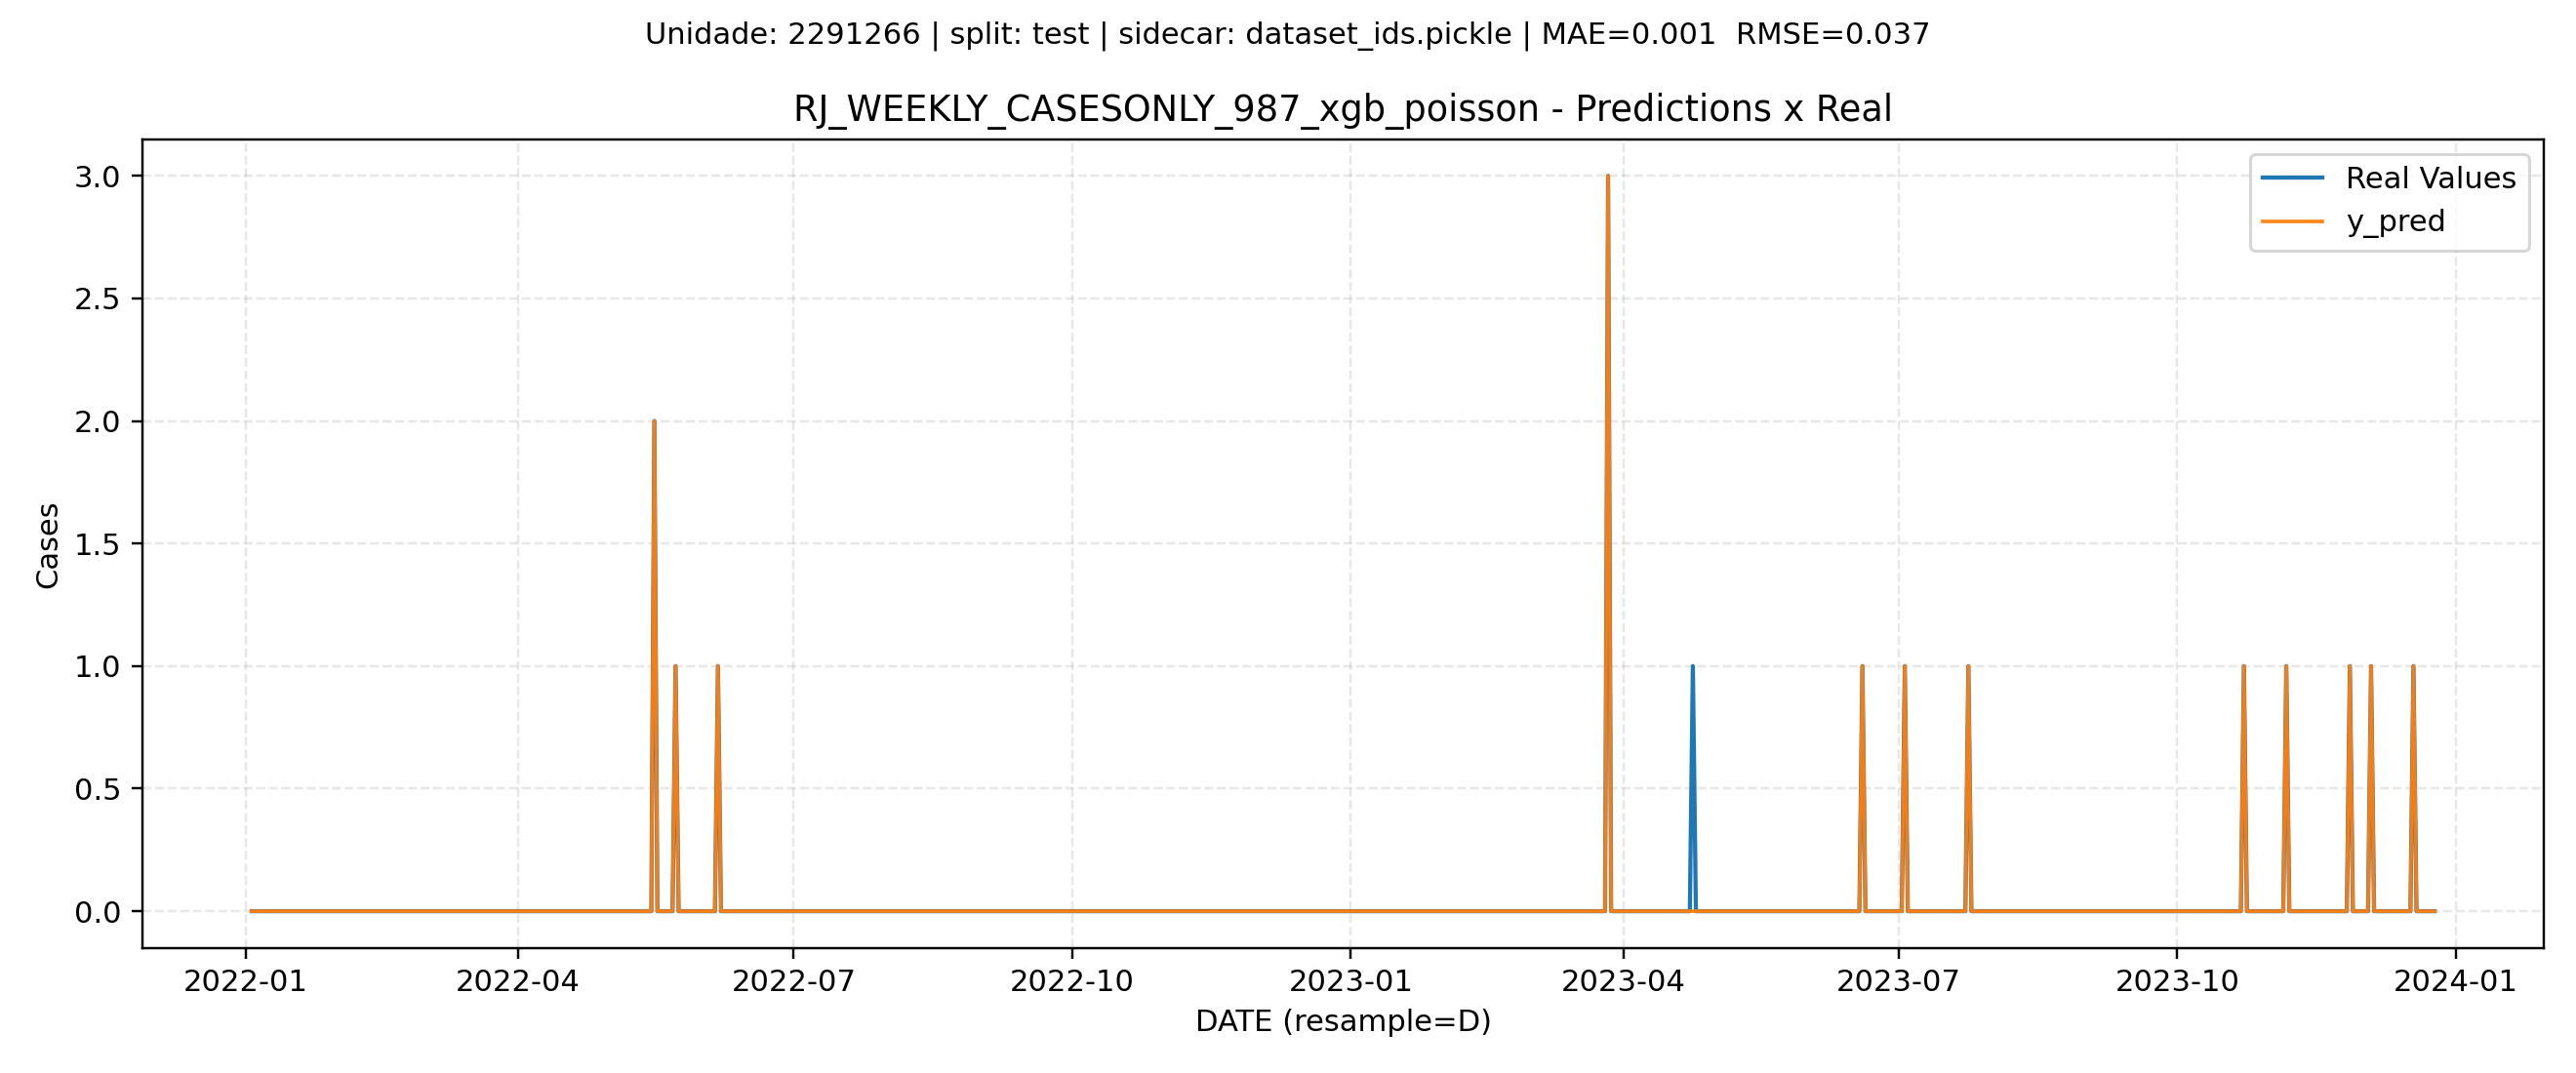 Unidade: 2291266 | split: test | sidecar: dataset_ids.pickle | MAE=0.001  RMSE=0.037
RJ_WEEKLY_CASESONLY_987_xgb_poisson - Predictions x Real
Real Values
y_pred
Cases
3.0
2.5
2.0
1.5
1.0
0.5
0.0
2022-01 2022-04 2022-07 2022-10 2023-01 2023-04 2023-07 2023-10 2024-01
DATE (resample=D)